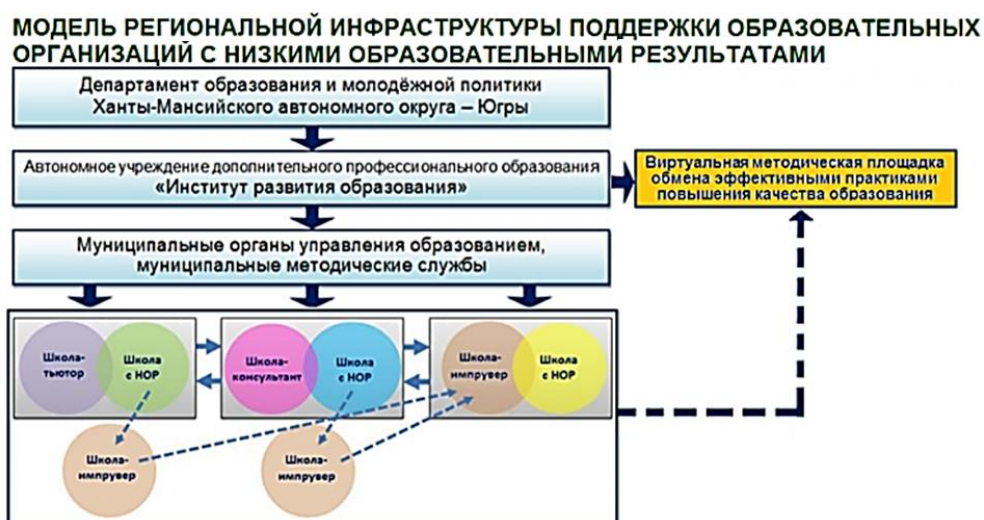 МОДЕЛЬ РЕГИОНАЛЬНОЙ ИНФРАСТРУКТУРЫ ПОДДЕРЖКИ ОБРАЗОВАТЕЛЬНЫХ
ОРГАНИЗАЦИЙ С НИЗКИМИ ОБРАЗОВАТЕЛЬНЫМИ РЕЗУЛЬТАТАМИ
Департамент образования и молодёжной политики
Ханты-Мансийского автономного округа – Югры
Автономное учреждение дополнительного профессионального образования
«Институт развития образования»
Виртуальная методическая площадка
обмена эффективными практиками
повышения качества образования
Муниципальные органы управления образованием,
муниципальные методические службы
Школа-
тьютор
Школа
с НОР
Школа-
консультант
Школа
с НОР
Школа-
импрувер
Школа
с НОР
Школа-
импрувер
Школа-
импрувер